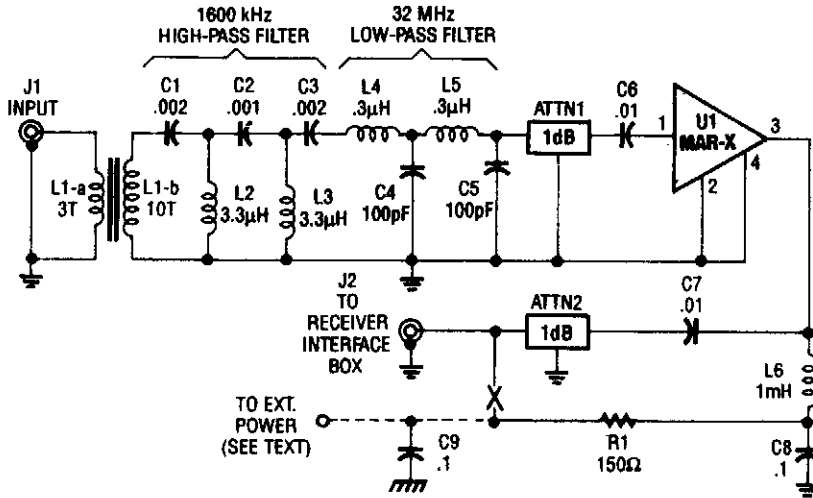 1600 kHz
HIGH-PASS FILTER
32 MHz
LOW-PASS FILTER
J1
INPUT
C1
.002
C2
.001
C3
.002
L4
.3µH
L5
.3µH
ATTN1
1dB
C6
.01
1
U1
MAR-X
3
4
2
L1-a
3T
L1-b
10T
L2
3.3µH
L3
3.3µH
C4
100pF
C5
100pF
J2
TO
RECEIVER
INTERFACE
BOX
ATTN2
1dB
C7
.01
L6
1mH
TO EXT.
POWER
(SEE TEXT)
C9
.1
R1
150Ω
C8
.1